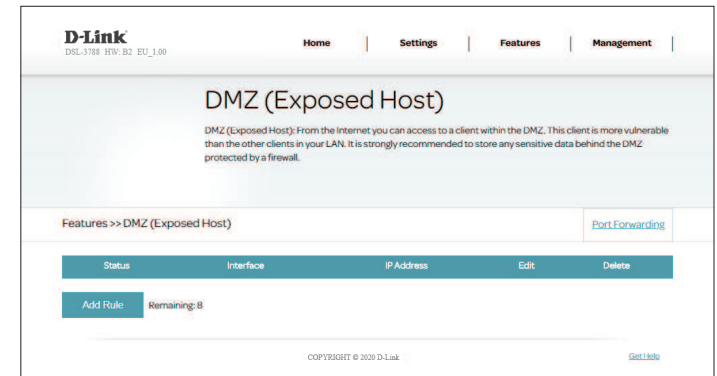 D-Link
DSL-3788 HW: B2 EU_1.00
Home | Settings | Features | Management |
DMZ (Exposed Host)
DMZ (Exposed Host): From the Internet you can access to a client within the DMZ. This client is more vulnerable
than the other clients in your LAN. It is strongly recommended to store any sensitive data behind the DMZ
protected by a firewall.
Features >> DMZ (Exposed Host)
Port Forwarding
Status Interface IP Address Edit Delete
Add Rule Remaining: 8
COPYRIGHT © 2020 D-Link
Get Help